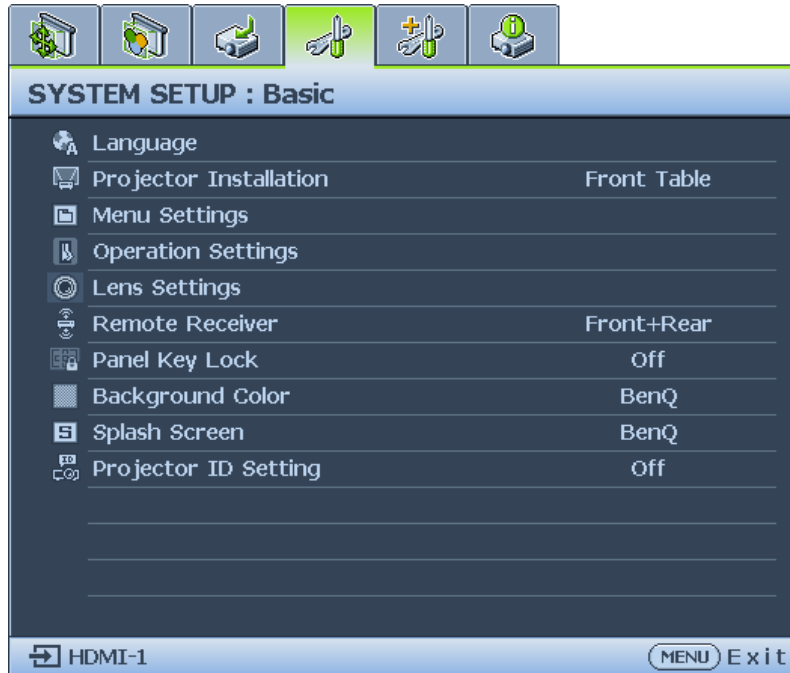 SYSTEM SETUP : Basic
Language
Projector Installation Front Table
Menu Settings
Operation Settings
Lens Settings
Remote Receiver Front+Rear
Panel Key Lock Off
Background Color BenQ
Splash Screen BenQ
Projector ID Setting Off
HDMI-1 MENU Exit